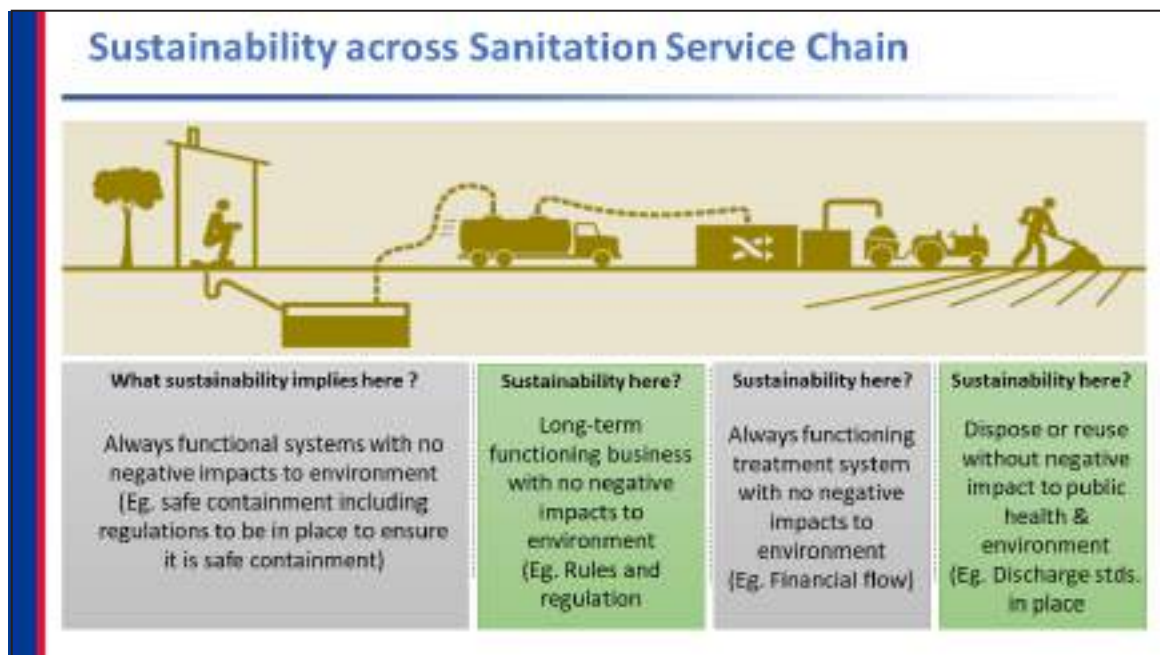 Sustainability across Sanitation Service Chain
What sustainability implies here ?
Always functional systems with no
negative impacts to environment
(Eg. safe containment including
regulations to be in place to ensure
it is safe containment)
Sustainability here?
Long-term
functioning business
with no negative
impacts to
environment
(Eg. Rules and
regulation
Sustainability here?
Always functioning
treatment system
with no negative
impacts to
environment
(Eg. Financial flow)
Sustainability here?
Dispose or reuse
without negative
impact to public
health &
environment
(Eg. Discharge stds.
in place